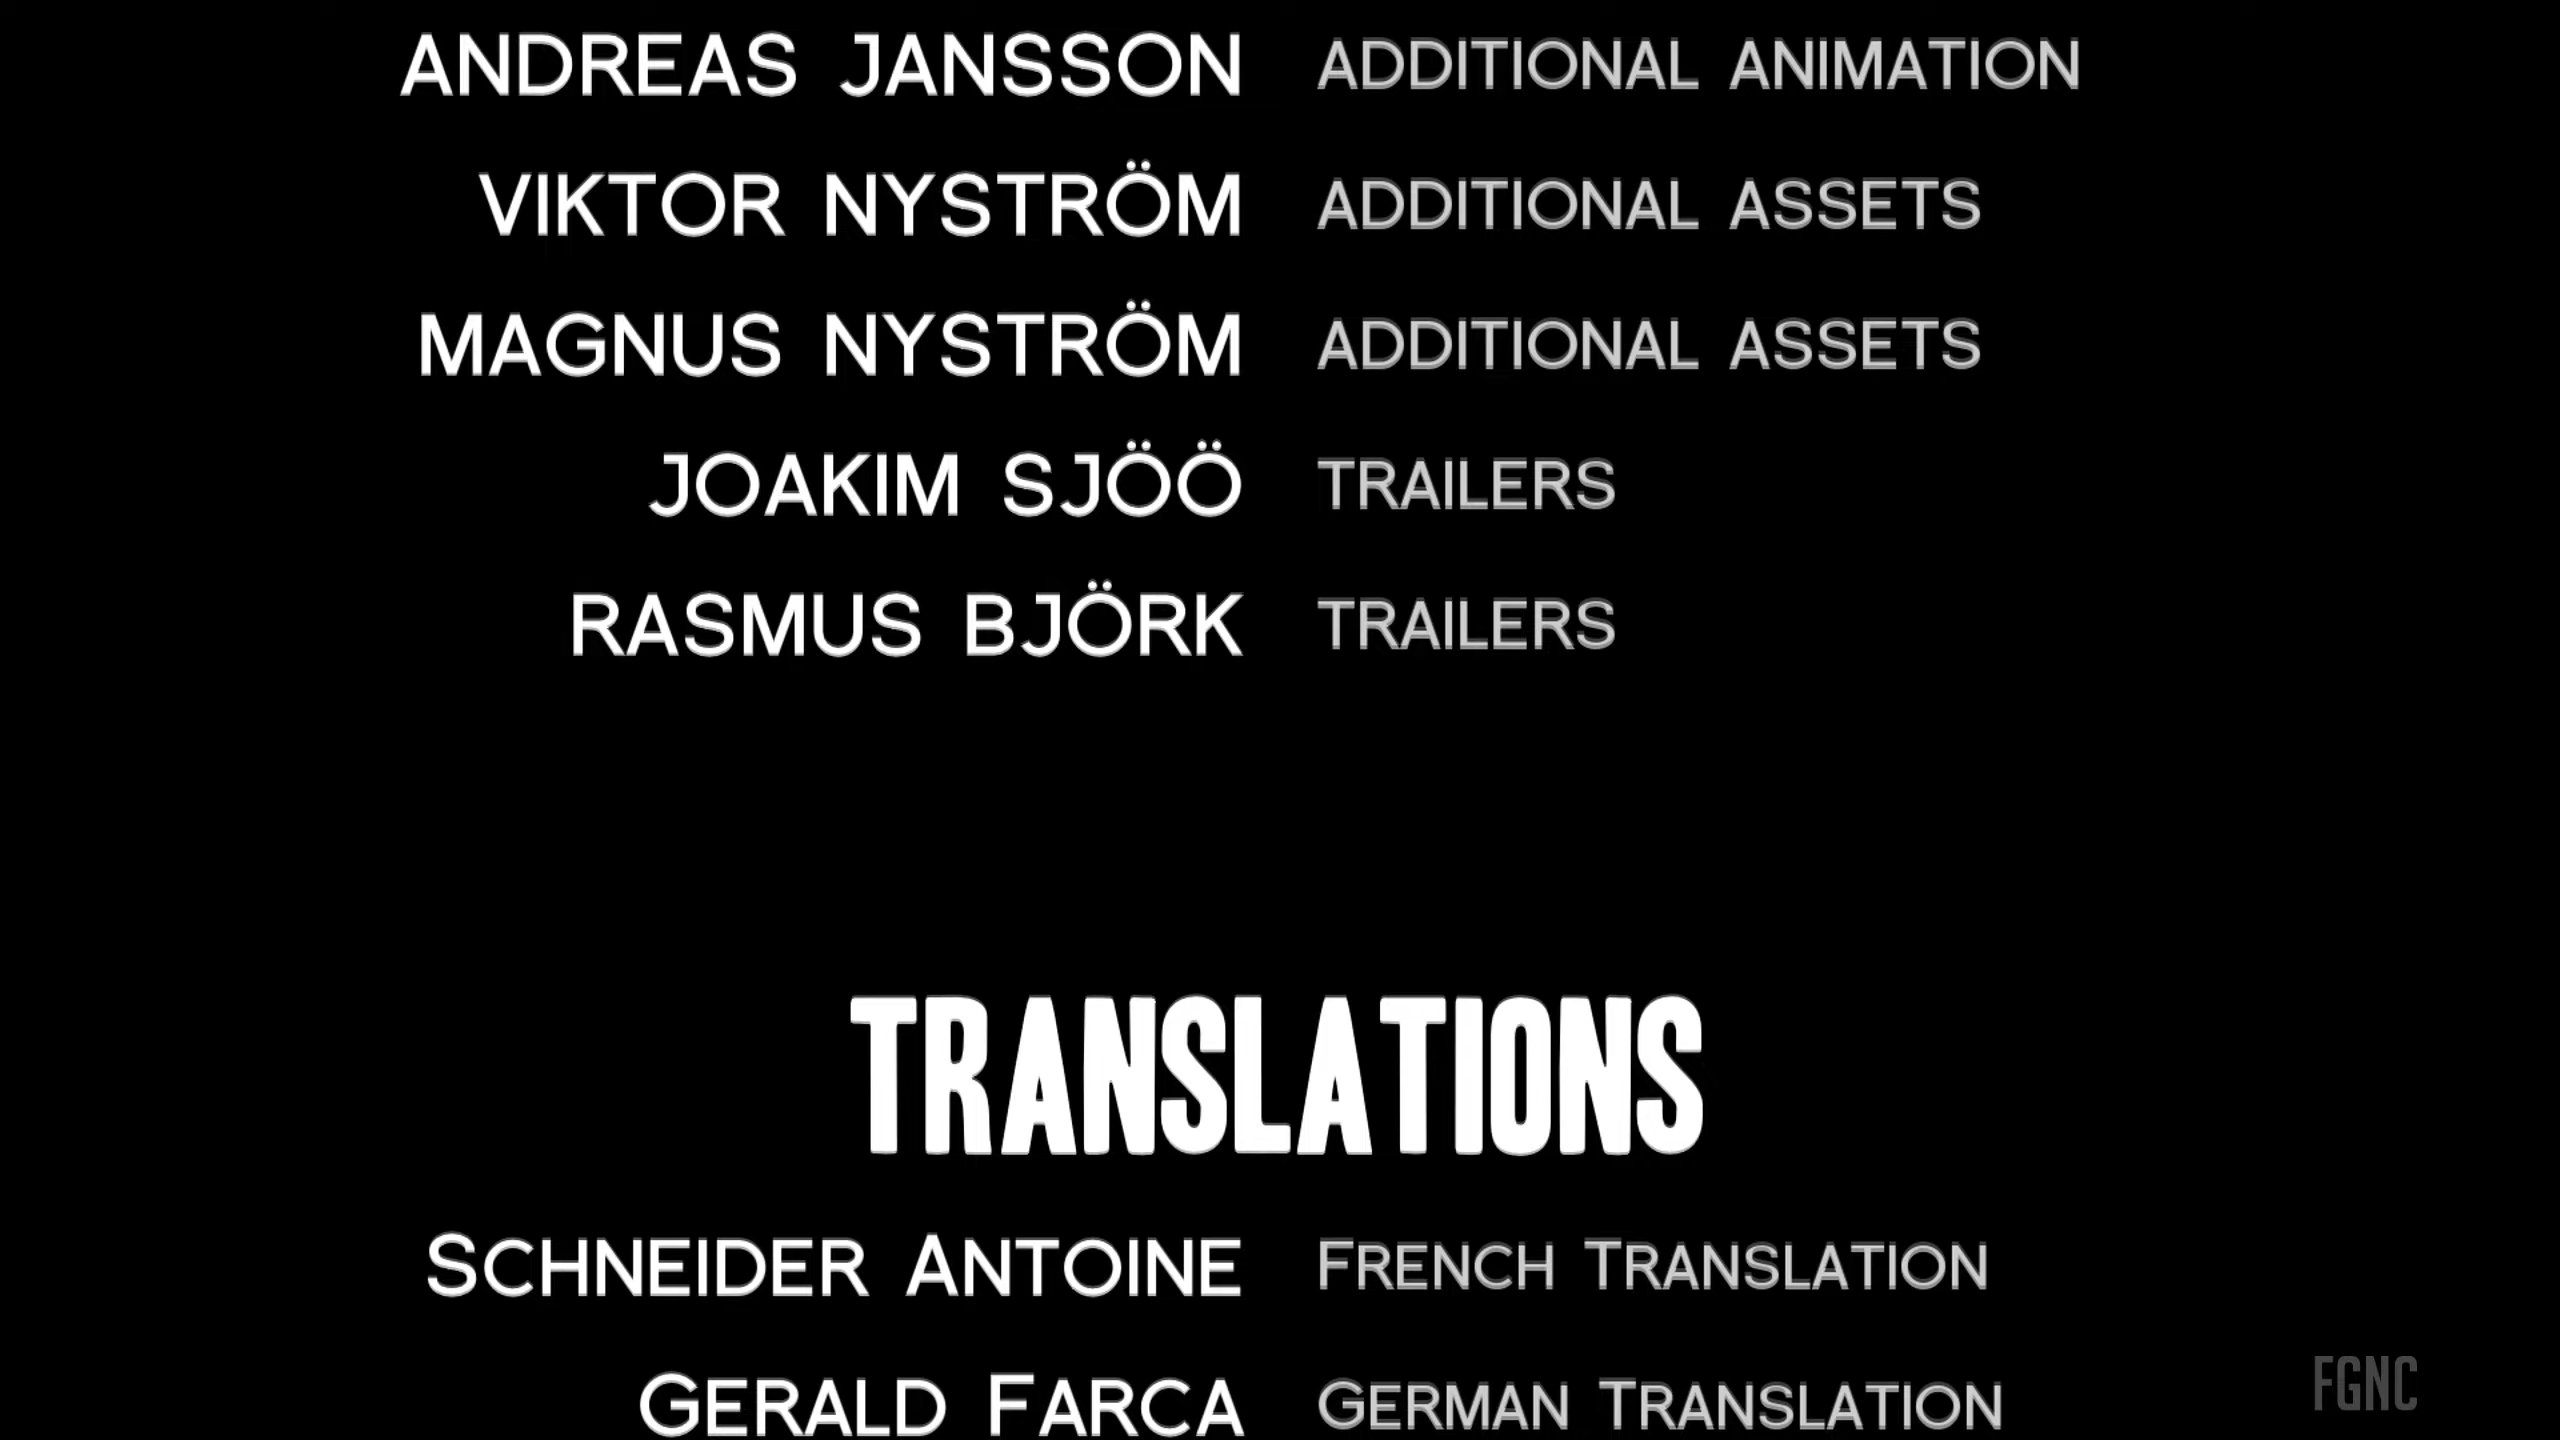 ANDREAS JANSSON ADDITIONAL ANIMATION
VIKTOR NYSTRÖM ADDITIONAL ASSETS
MAGNUS NYSTRÖM ADDITIONAL ASSETS
JOAKIM SJÖÖ TRAILERS
RASMUS BJÖRK TRAILERS
TRANSLATIONS
SCHNEIDER ANTOINE FRENCH TRANSLATION
GERALD FARCA GERMAN TRANSLATION
FGNC